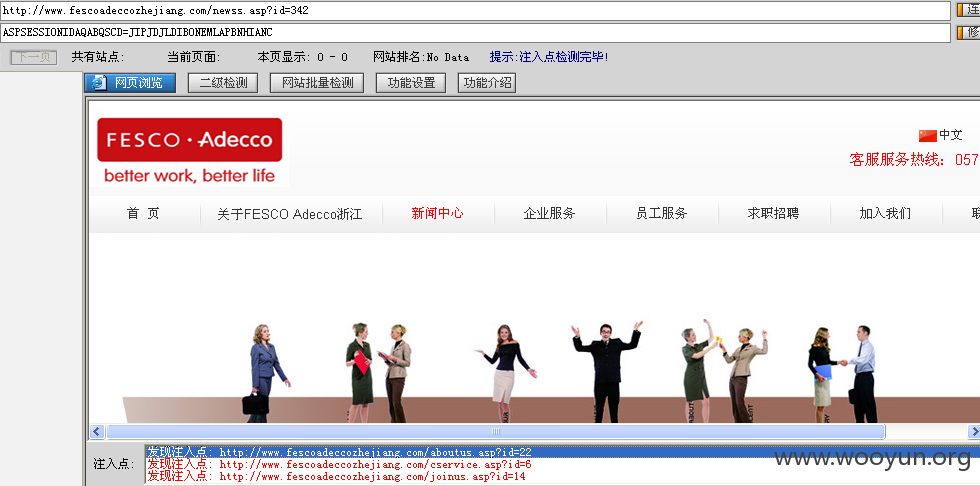 http://www.fescoadeccozhejiang.com/newss.asp?id=342
连
ASPSESSIONIDAQABQSCD=JIPJDJLDIBONEMLAPBNHIANC
修
下一页 共有站点: 当前页面: 本页显示: 0 - 0 网站排名:No Data 提示:注入点检测完毕!
网页浏览 二级检测 网站批量检测 功能设置 功能介绍
FESCO·Adecco
better work, better life
中文
客服服务热线: 057
首 页 关于FESCO Adecco浙江 新闻中心 企业服务 员工服务 求职招聘 加入我们 联
注入点:
发现注入点: http://www.fescoadeccozhejiang.com/aboutus.asp?id=22
发现注入点: http://www.fescoadeccozhejiang.com/cservice.asp?id=6
发现注入点: http://www.fescoadeccozhejiang.com/joinus.asp?id=14
www.wooyun.org